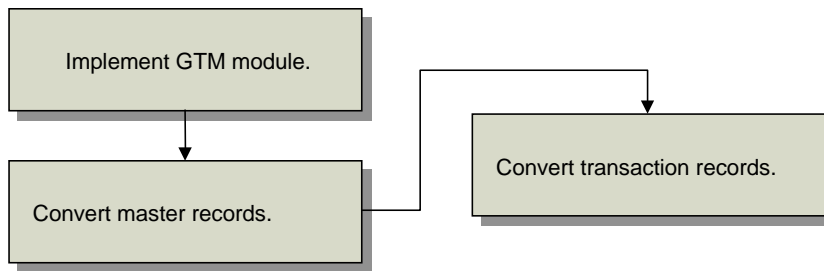 Implement GTM module.
Convert master records.
Convert transaction records.